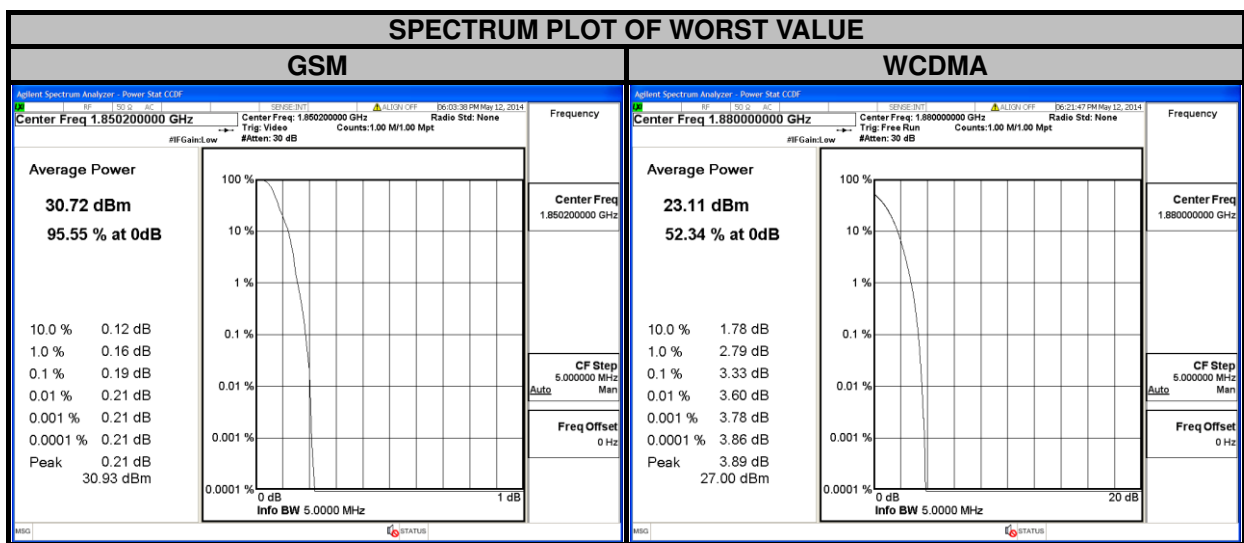 SPECTRUM PLOT OF WORST VALUE
GSM
WCDMA
Agilent Spectrum Analyzer - Power Stat CCDF
RF 50 Ω AC SENSE:INT ALIGN OFF 06:03:38 PM May 12, 2014
Center Freq 1.850200000 GHz
Center Freq: 1.850200000 GHz Radio Std: None
Trig: Video Counts:1.00 M/1.00 Mpt
#IFGain:Low #Atten: 30 dB
Frequency
Average Power
30.72 dBm
95.55 % at 0dB
10.0 % 0.12 dB
1.0 % 0.16 dB
0.1 % 0.19 dB
0.01 % 0.21 dB
0.001 % 0.21 dB
0.0001 % 0.21 dB
Peak 0.21 dB
30.93 dBm
100 %
10 %
1 %
0.1 %
0.01 %
0.001 %
0.0001 %
0 dB 1 dB
Info BW 5.0000 MHz
Center Freq
1.850200000 GHz
CF Step
5.000000 MHz
Auto Man
Freq Offset
0 Hz
MSG STATUS
Agilent Spectrum Analyzer - Power Stat CCDF
RF 50 Ω AC SENSE:INT ALIGN OFF 06:21:47 PM May 12, 2014
Center Freq 1.880000000 GHz
Center Freq: 1.880000000 GHz Radio Std: None
Trig: Free Run Counts:1.00 M/1.00 Mpt
#IFGain:Low #Atten: 30 dB
Frequency
Average Power
23.11 dBm
52.34 % at 0dB
10.0 % 1.78 dB
1.0 % 2.79 dB
0.1 % 3.33 dB
0.01 % 3.60 dB
0.001 % 3.78 dB
0.0001 % 3.86 dB
Peak 3.89 dB
27.00 dBm
100 %
10 %
1 %
0.1 %
0.01 %
0.001 %
0.0001 %
0 dB 20 dB
Info BW 5.0000 MHz
Center Freq
1.880000000 GHz
CF Step
5.000000 MHz
Auto Man
Freq Offset
0 Hz
MSG STATUS